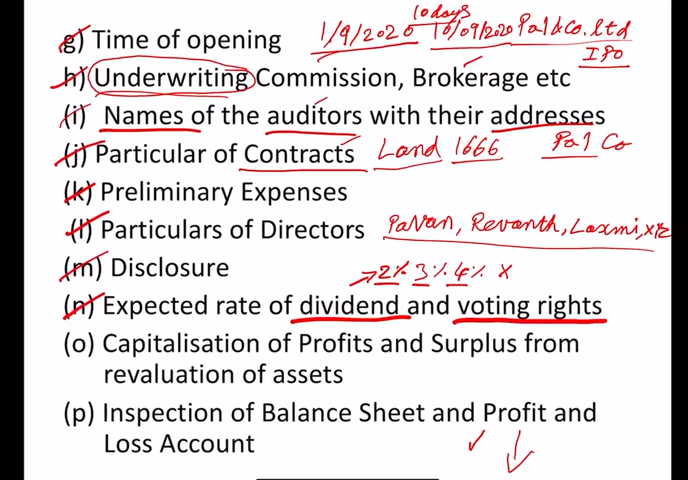 10 days
g) Time of opening 1/9/2020 10/09/2020 Pal & Co. Ltd
IPO
h) Underwriting Commission, Brokerage etc
(i) Names of the auditors with their addresses
(j) Particular of Contracts Land 1666 Pal Co
(k) Preliminary Expenses
(l) Particulars of Directors Pavan, Revanth, Laxmi, XYZ
(m) Disclosure 2% 3% 4% X
(n) Expected rate of dividend and voting rights
(o) Capitalisation of Profits and Surplus from
revaluation of assets
(p) Inspection of Balance Sheet and Profit and
Loss Account